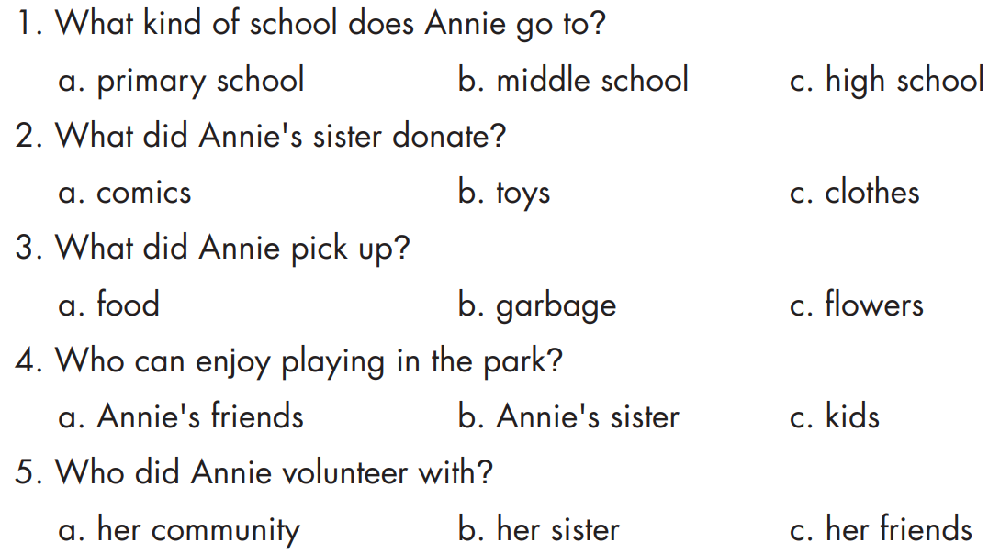 1. What kind of school does Annie go to?
a. primary school b. middle school c. high school
2. What did Annie's sister donate?
a. comics b. toys c. clothes
3. What did Annie pick up?
a. food b. garbage c. flowers
4. Who can enjoy playing in the park?
a. Annie's friends b. Annie's sister c. kids
5. Who did Annie volunteer with?
a. her community b. her sister c. her friends